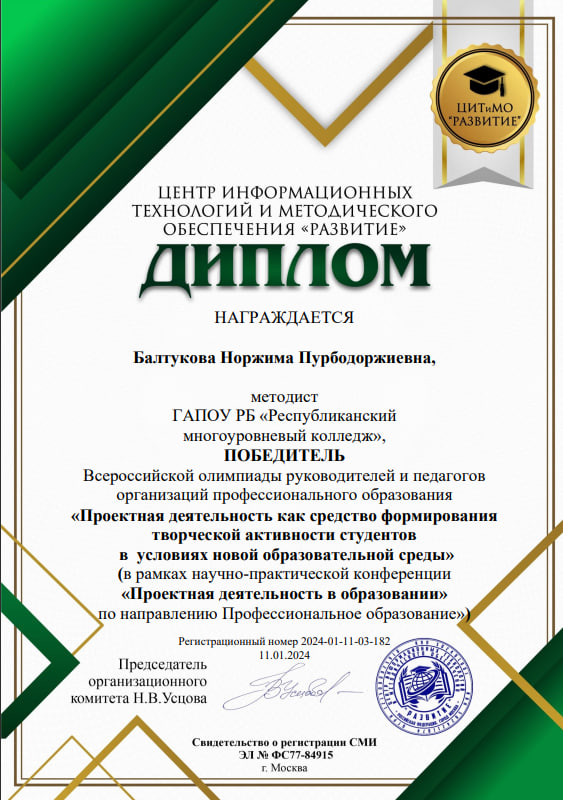 ЦИТиМО
"РАЗВИТИЕ"
ЦЕНТР ИНФОРМАЦИОННЫХ
ТЕХНОЛОГИЙ И МЕТОДИЧЕСКОГО
ОБЕСПЕЧЕНИЯ «РАЗВИТИЕ»
ДИПЛОМ
НАГРАЖДАЕТСЯ
Балтукова Норжима Пурбодоржиевна,
методист
ГАПОУ РБ «Республиканский
многоуровневый колледж»,
ПОБЕДИТЕЛЬ
Всероссийской олимпиады руководителей и педагогов
организаций профессионального образования
«Проектная деятельность как средство формирования
творческой активности студентов
в условиях новой образовательной среды»
(в рамках научно-практической конференции
«Проектная деятельность в образовании»
по направлению Профессиональное образование»)
Регистрационный номер 2024-01-11-03-182
11.01.2024
Председатель
организационного
комитета Н.В.Усцова
РАЗВИТИЕ
Свидетельство о регистрации СМИ
ЭЛ № ФС77-84915
г. Москва